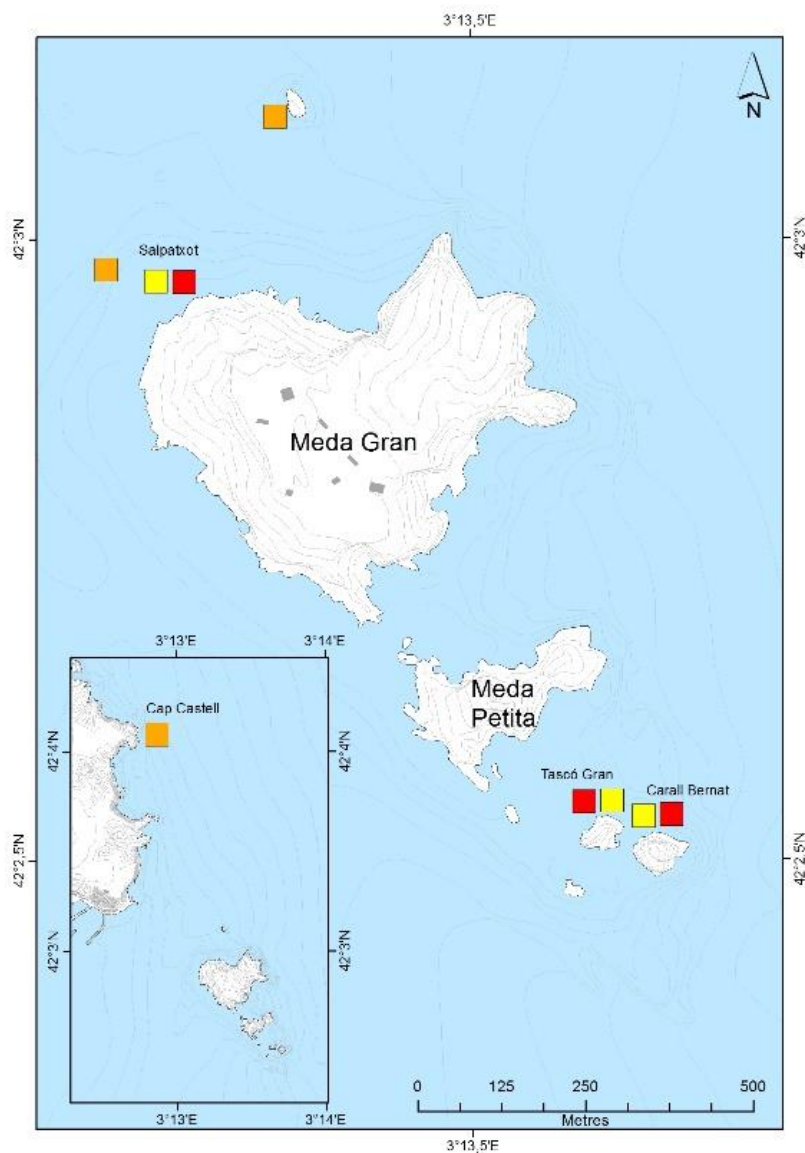 3°13,5'E
N
42°3'N
42°3'N
Salpatxot
Meda Gran
3°13'E
3°14'E
Meda
Petita
Cap Castell
42°4'N
42°4'N
Tascó Gran
Carall Bernat
42°2,5'N
42°2,5'N
42°3'N
42°3'N
0 125 250 500
Metres
3°13'E
3°14'E
3°13,5'E